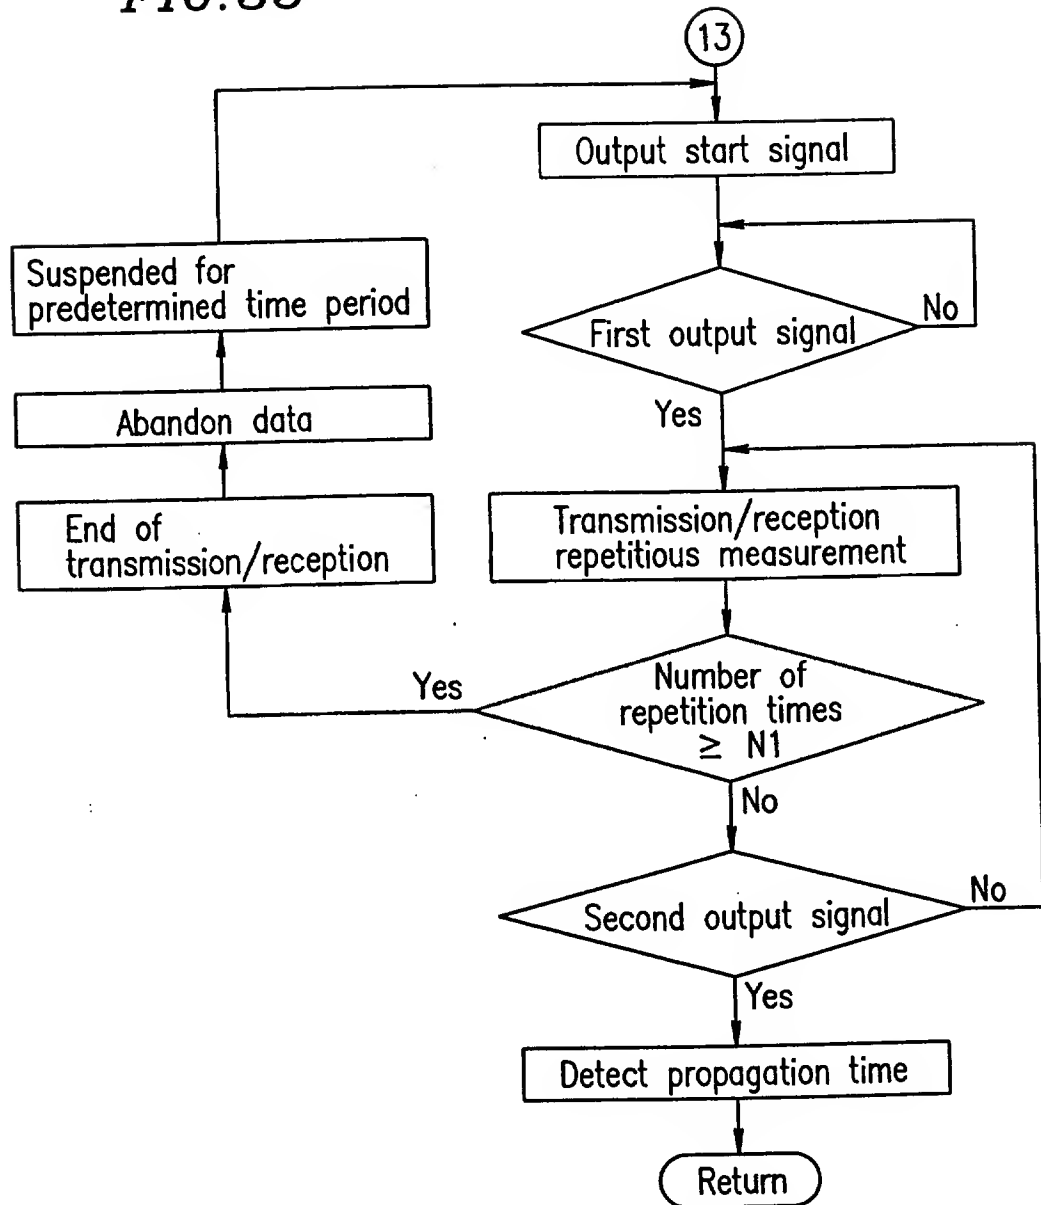 13
Output start signal
Suspended for
predetermined time period
First output signal
No
Abandon data
Yes
End of
transmission/reception
Transmission/reception
repetitious measurement
Yes
Number of
repetition times
≥ N1
No
Second output signal
No
Yes
Detect propagation time
Return